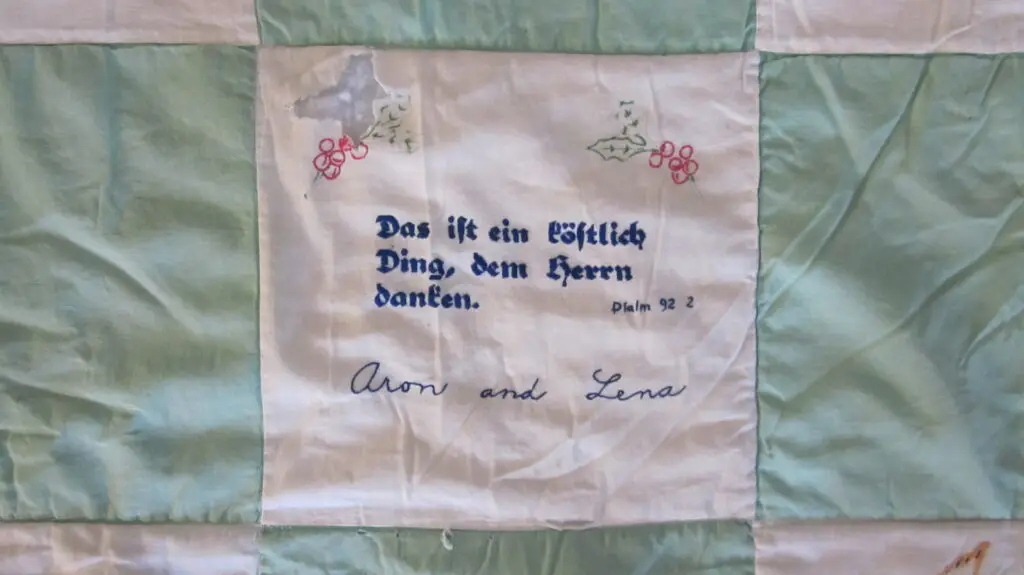 Das ist ein köstlich
Ding, dem Herrn
danken.
Psalm 92 2
Aron and Lena